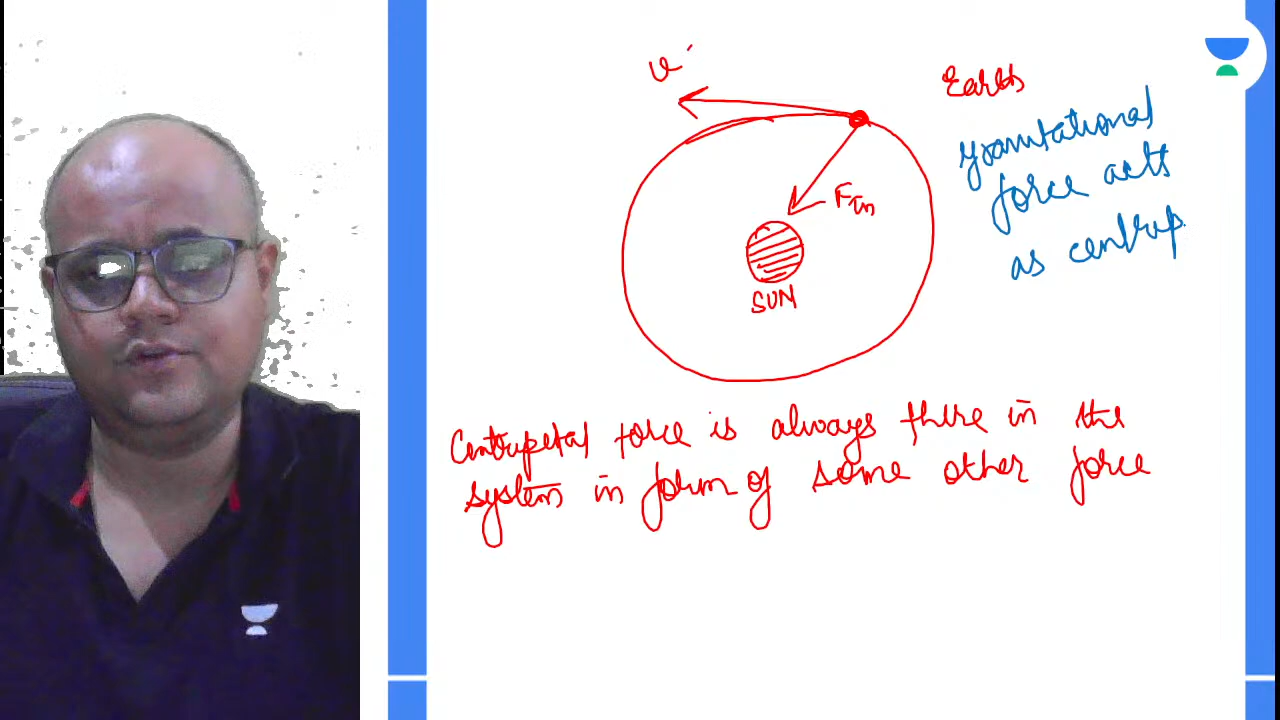 v
Earth
gravitational
force acts
as centrip
SUN
Centripetal force is always there in the
system in form of some other force